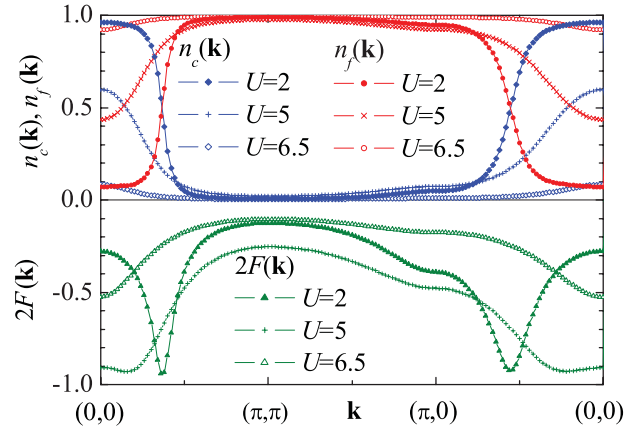 1.0
n_c(k) n_f(k)
U=2 U=2
U=5 U=5
U=6.5 U=6.5
0.5
n_c(k), n_f(k)
0.0
2F(k)
U=2
U=5
U=6.5
-0.5
2F(k)
-1.0
(0,0) (π,π) k (π,0) (0,0)